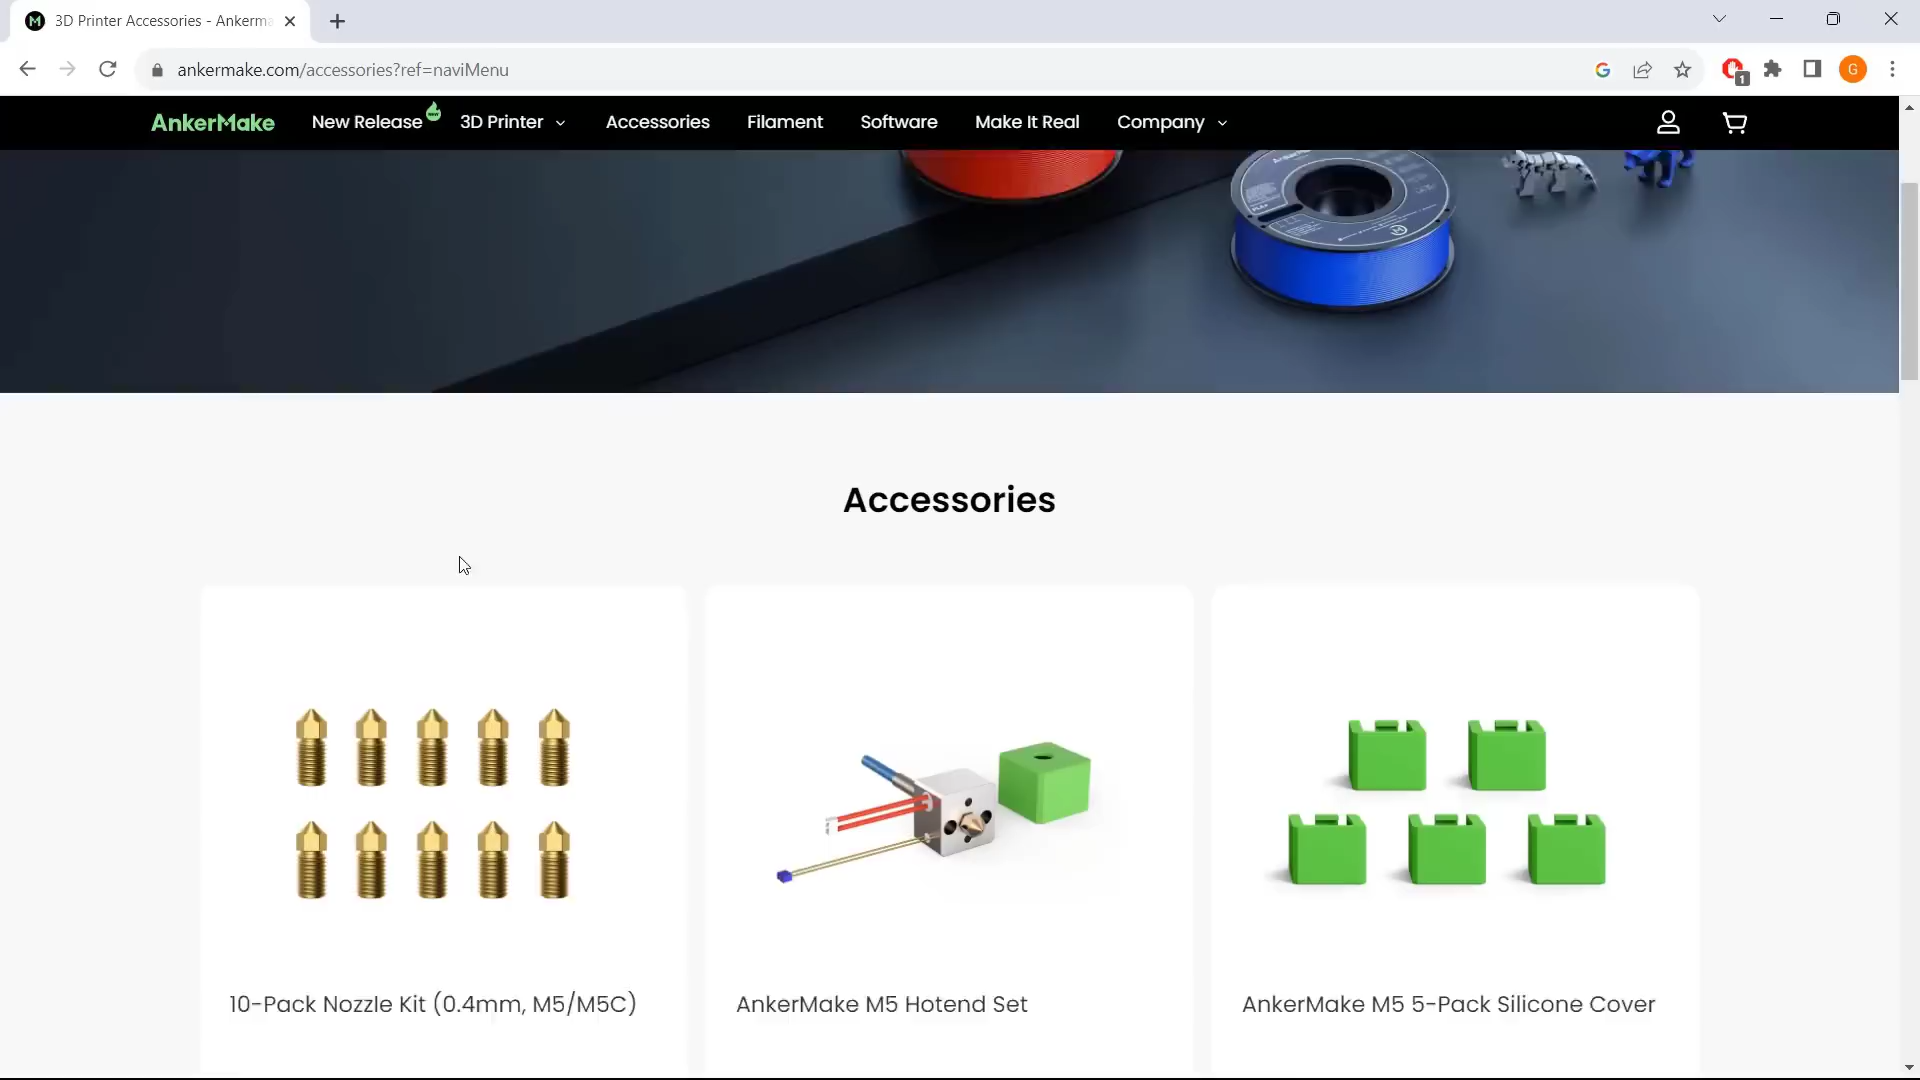 3D Printer Accessories - Ankerma
ankermake.com/accessories?ref=naviMenu
G
1
AnkerMake
New Release
3D Printer
Accessories
Filament
Software
Make It Real
Company
Accessories
10-Pack Nozzle Kit (0.4mm, M5/M5C)
AnkerMake M5 Hotend Set
AnkerMake M5 5-Pack Silicone Cover